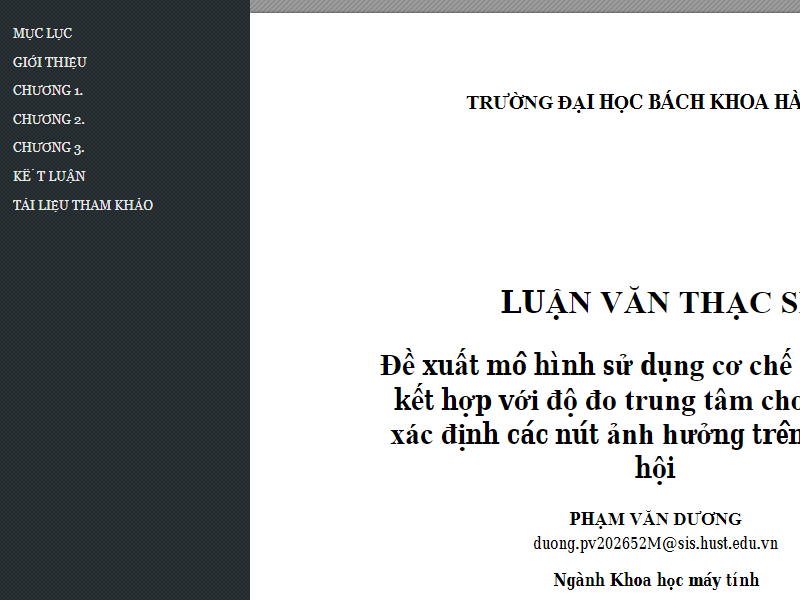 MỤC LỤC
GIỚI THIỆU
CHƯƠNG 1.
CHƯƠNG 2.
CHƯƠNG 3.
KẾ́T LUẬN
TÀI LIỆU THAM KHẢO
TRƯỜNG ĐẠI HỌC BÁCH KHOA HÀ
LUẬN VĂN THẠC
Đề xuất mô hình sử dụng cơ chế
kết hợp với độ đo trung tâm cho
xác định các nút ảnh hưởng trên
hội
PHẠM VĂN DƯƠNG
duong.pv202652M@sis.hust.edu.vn
Ngành Khoa học máy tính